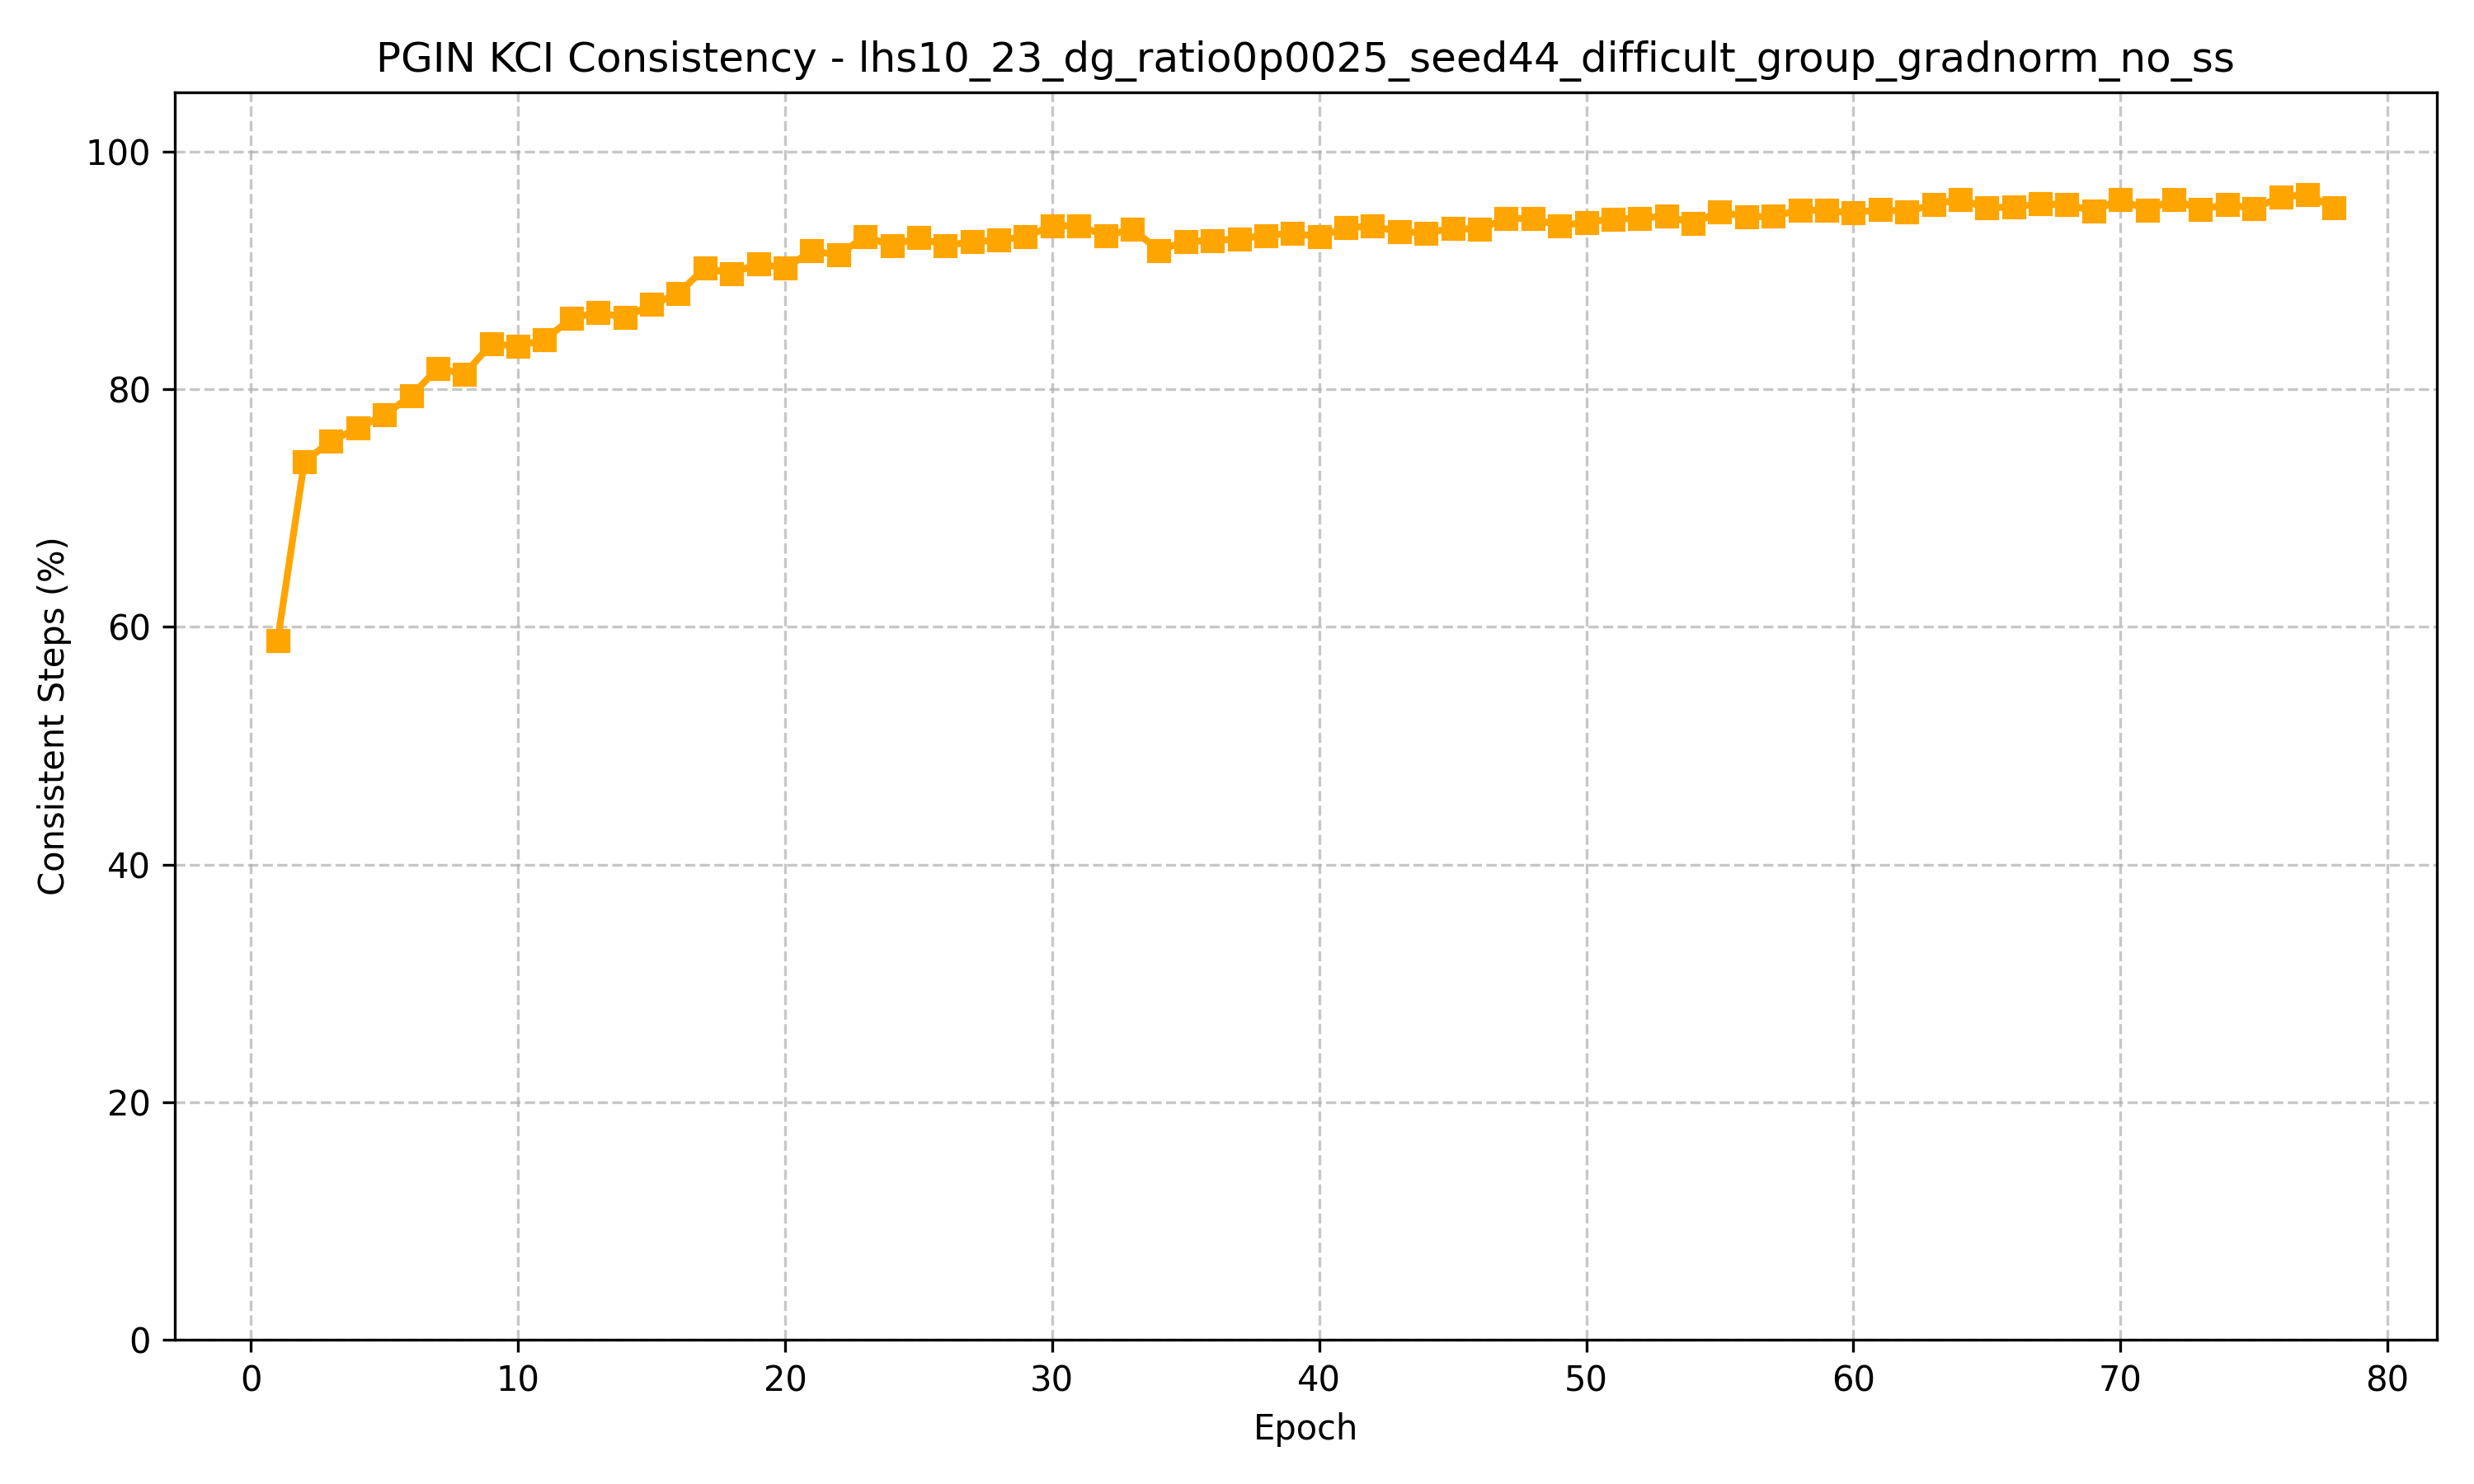 PGIN KCI Consistency - lhs10_23_dg_ratio0p0025_seed44_difficult_group_gradnorm_no_ss
Consistent Steps (%)
100
80
60
40
20
0
0 10 20 30 40 50 60 70 80
Epoch